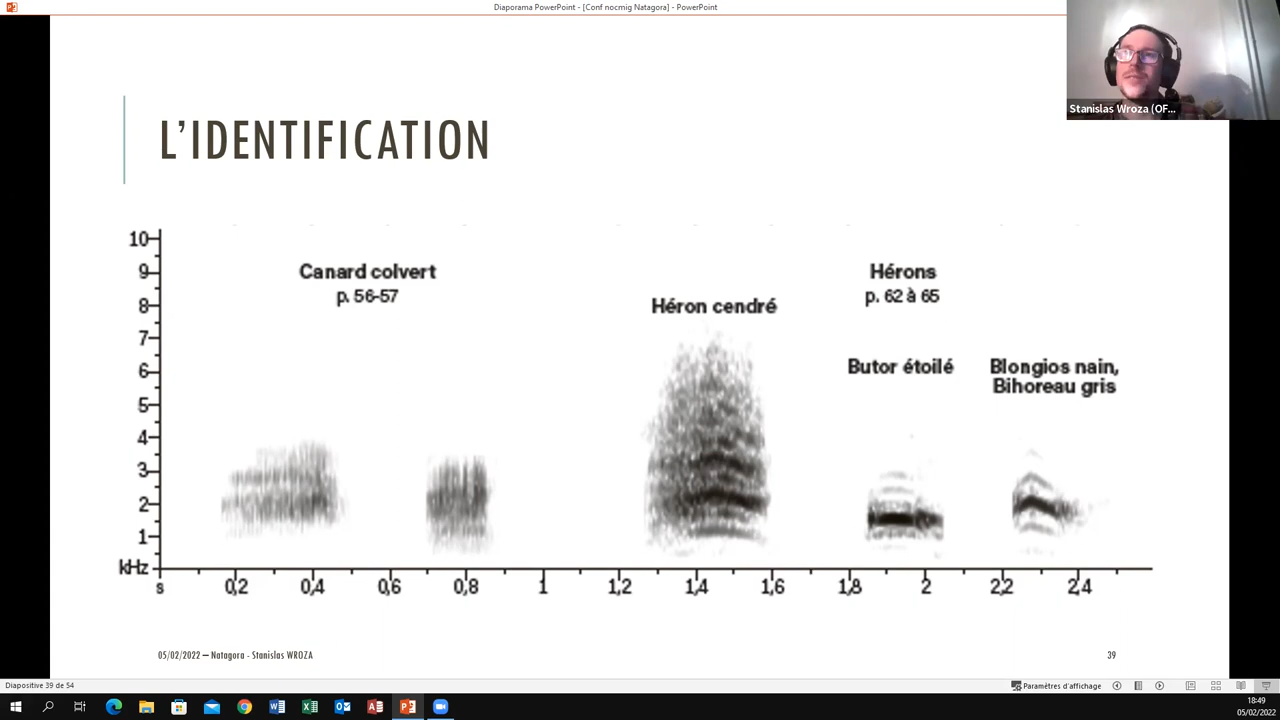 Diaporama PowerPoint - [Conf nocmig Natagora] - PowerPoint
Stanislas Wroza (OF...
L'IDENTIFICATION
10
9
8
7
6
5
4
3
2
1
kHz
Canard colvert
p. 56-57
Héron cendré
Hérons
p. 62 à 65
Butor étoilé
Blongios nain,
Bihoreau gris
s 0,2 0,4 0,6 0,8 1 1,2 1,4 1,6 1,8 2 2,2 2,4
05/02/2022 – Natagora - Stanislas WROZA
39
Diapositive 39 de 54
Paramètres d'affichage
18:49
05/02/2022